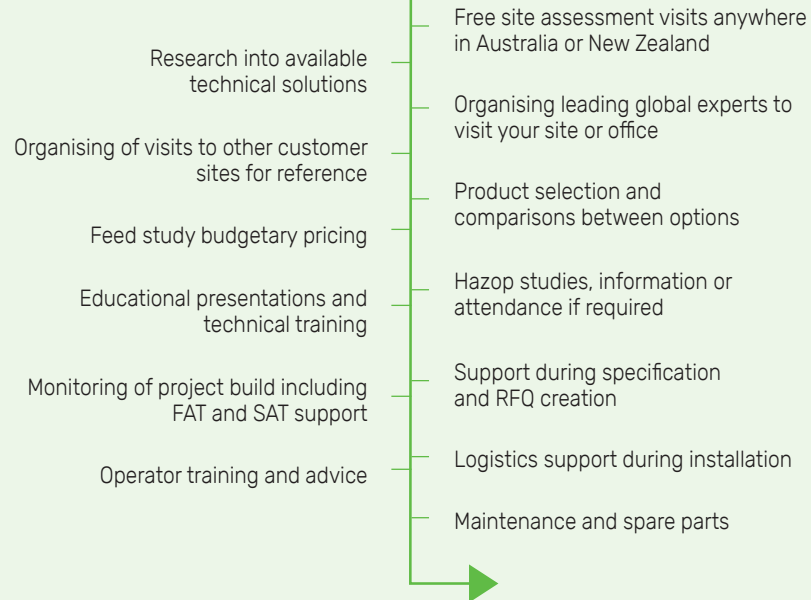 Free site assessment visits anywhere
in Australia or New Zealand
Research into available
technical solutions
Organising leading global experts to
visit your site or office
Organising of visits to other customer
sites for reference
Product selection and
comparisons between options
Feed study budgetary pricing
Hazop studies, information or
attendance if required
Educational presentations and
technical training
Support during specification
and RFQ creation
Monitoring of project build including
FAT and SAT support
Logistics support during installation
Operator training and advice
Maintenance and spare parts